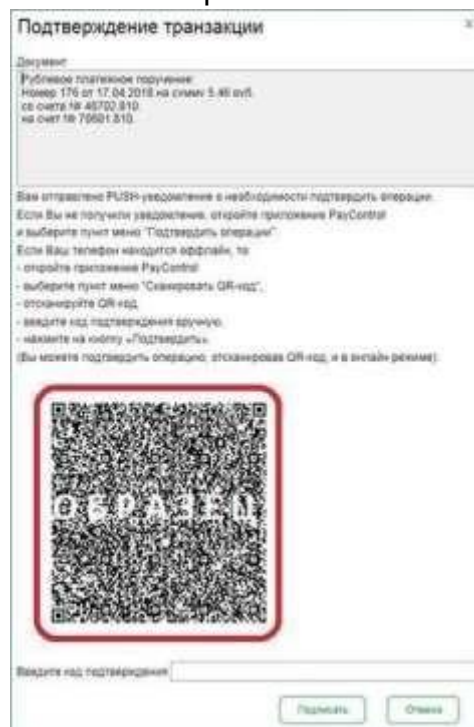 Подтверждение транзакции
x
Документ
Рублевое платежное поручение
Номер 176 от 17.04.2018 на сумму 5.46 руб.
со счета № 40702.810.
на счет № 70601.810.
Вам отправлено PUSH-уведомление о необходимости подтвердить операции.
Если Вы не получили уведомление, откройте приложение PayControl
и выберите пункт меню "Подтвердить операции"
Если Ваш телефон находится оффлайн, то
- откройте приложение PayControl
- выберите пункт меню "Сканировать QR-код",
- отсканируйте QR-код
- введите код подтверждения вручную,
- нажмите на кнопку «Подтвердить».
(Вы можете подтвердить операцию, отсканировав QR-код, и в онлайн режиме).
ОБРАЗЕЦ
Введите код подтверждения
Подписать
Отмена